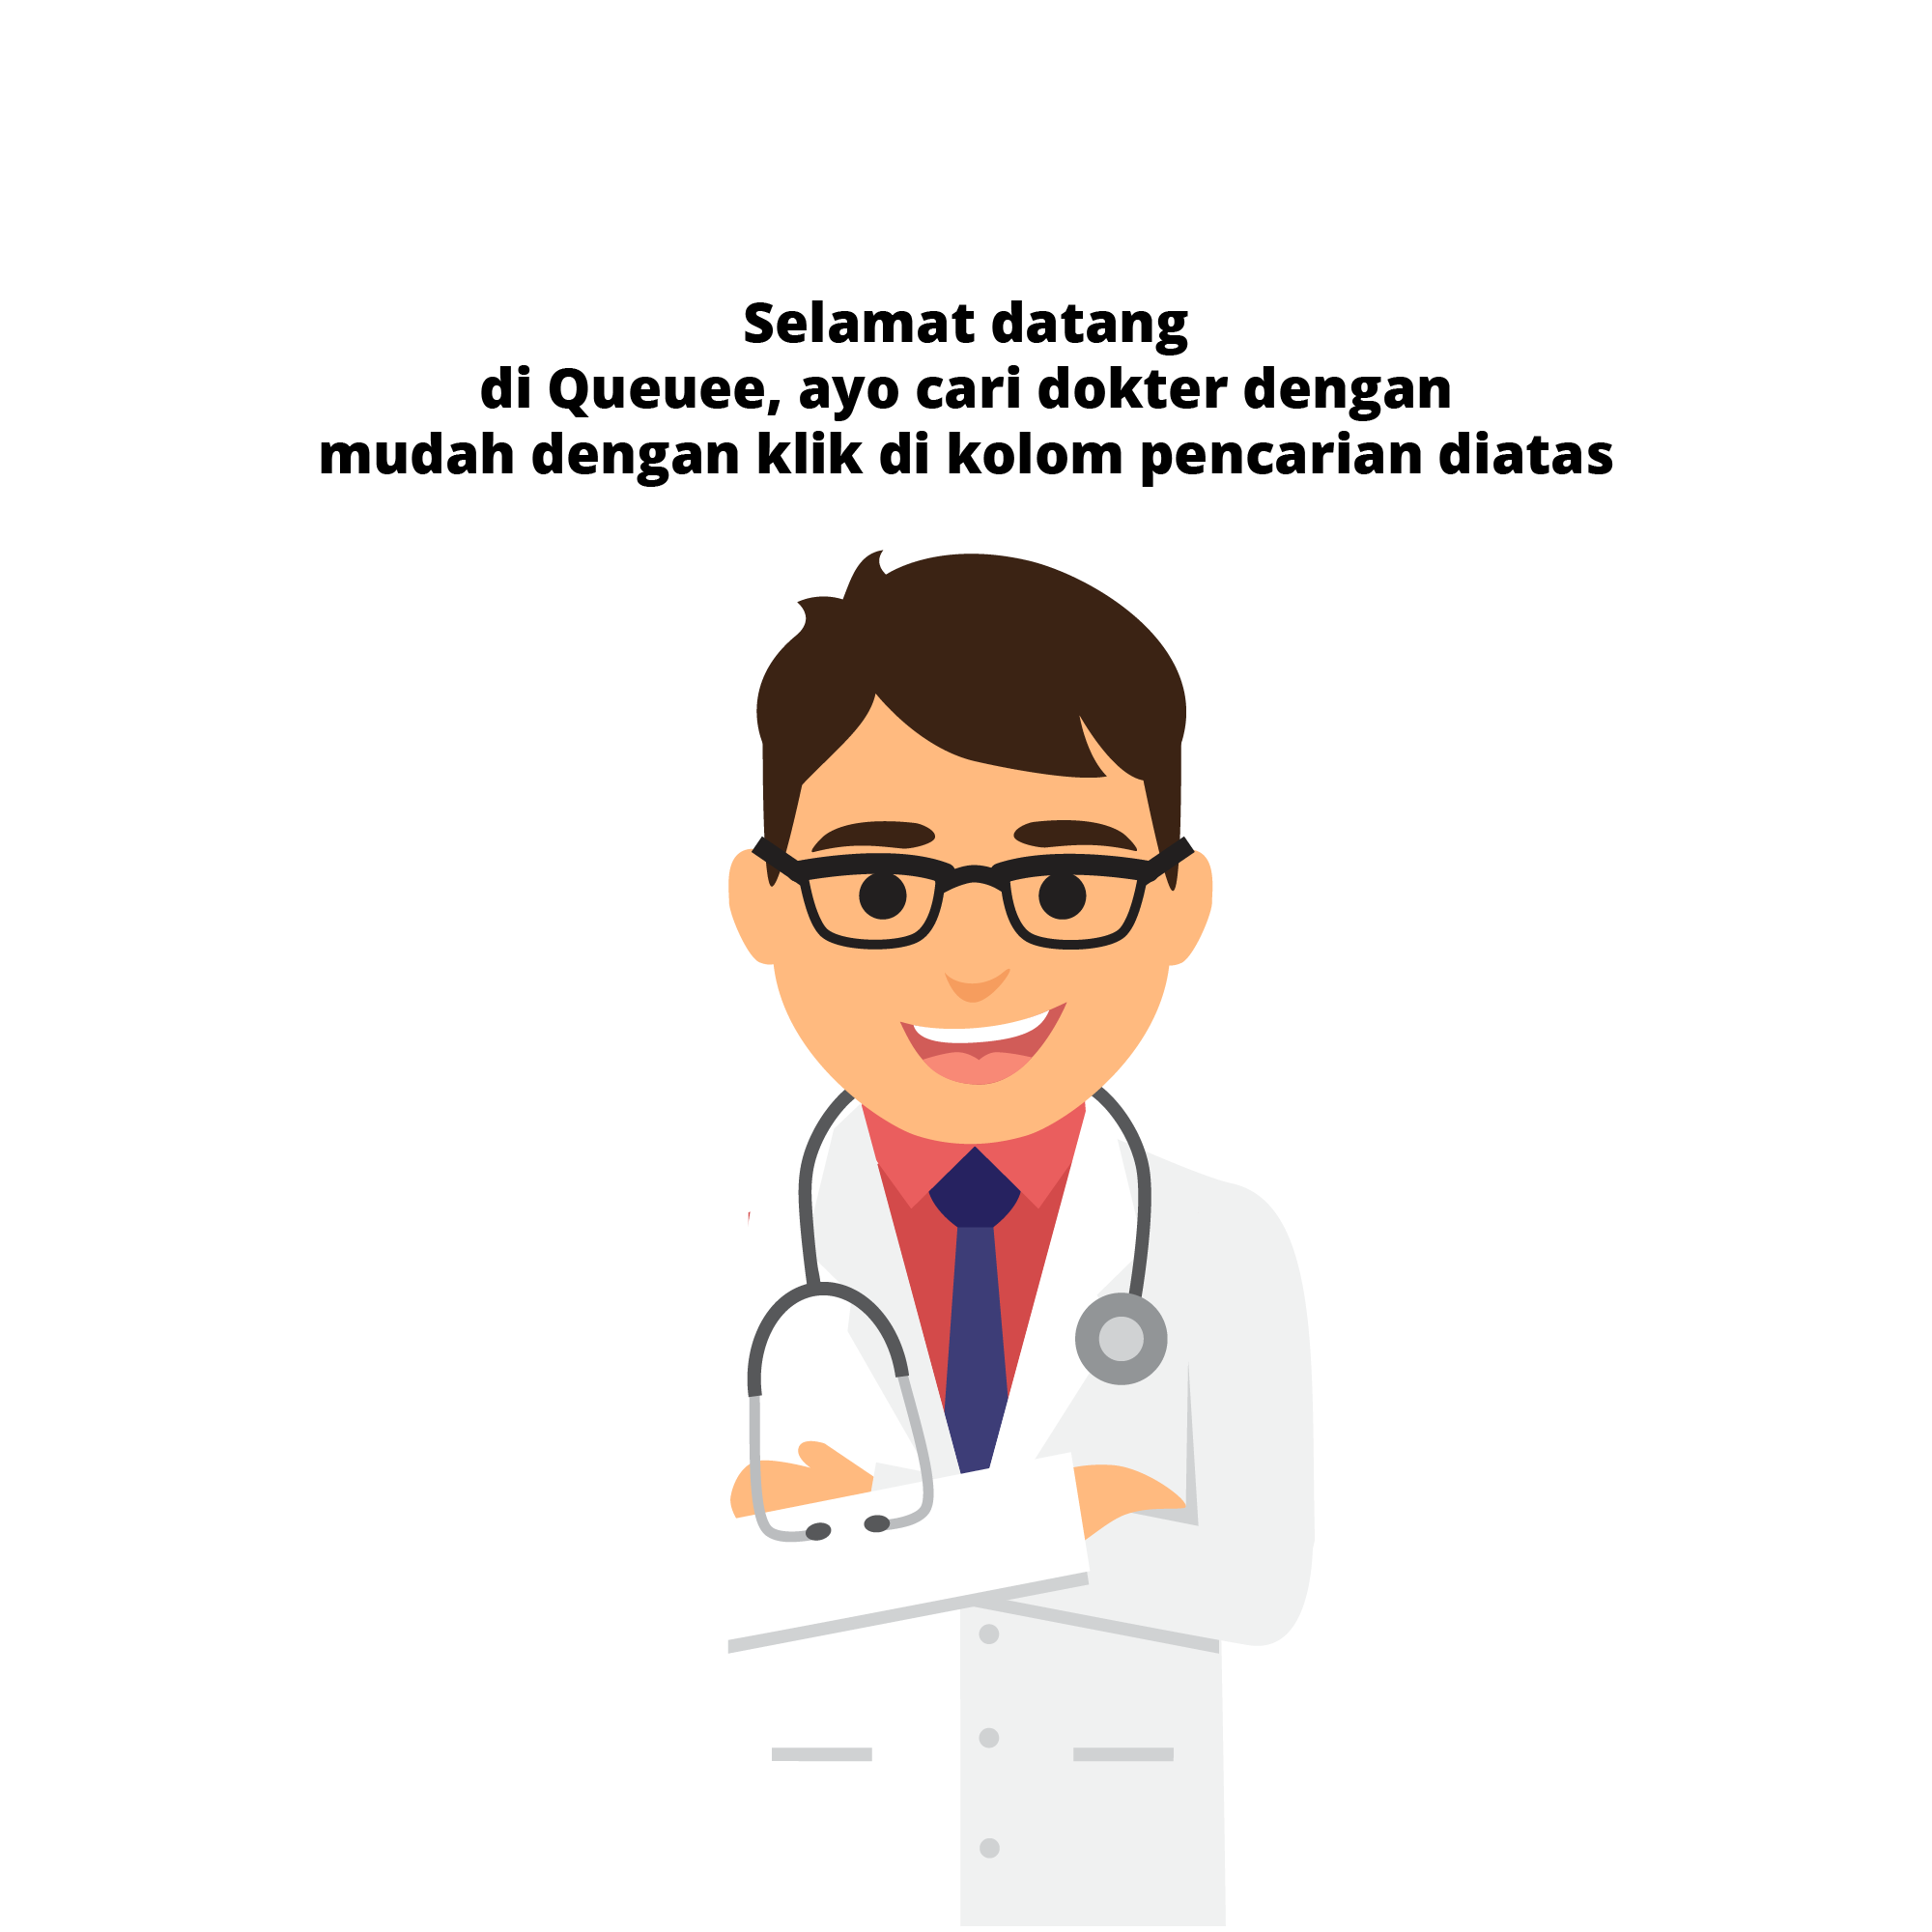 Selamat datang
di Queuee, ayo cari dokter dengan
mudah dengan klik di kolom pencarian diatas